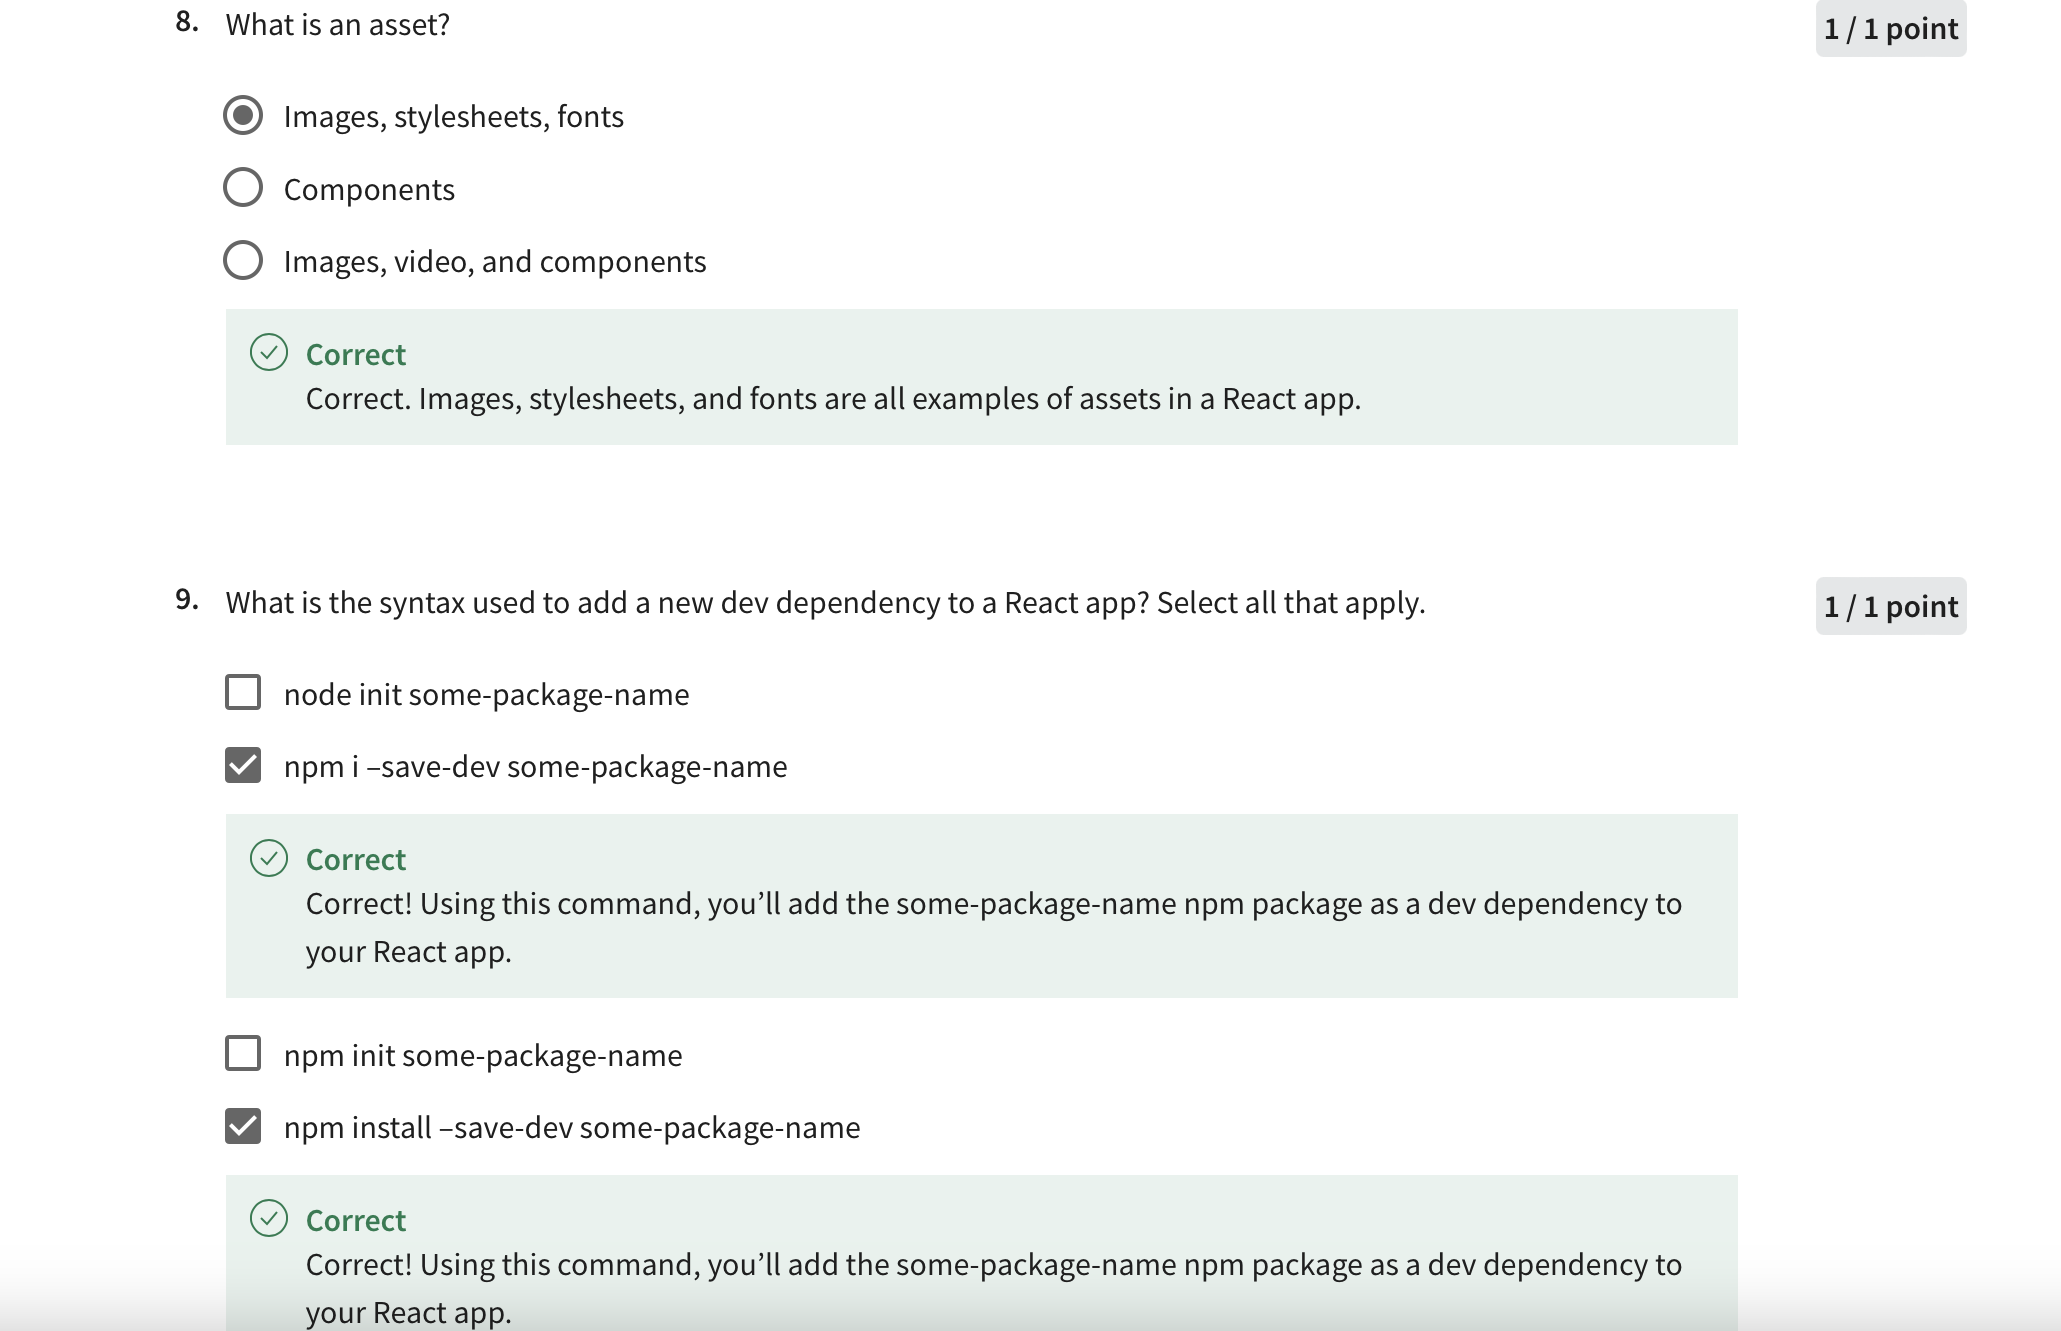 8. What is an asset?
1 / 1 point
Images, stylesheets, fonts
Components
Images, video, and components
Correct
Correct. Images, stylesheets, and fonts are all examples of assets in a React app.
9. What is the syntax used to add a new dev dependency to a React app? Select all that apply.
1 / 1 point
node init some-package-name
npm i –save-dev some-package-name
Correct
Correct! Using this command, you’ll add the some-package-name npm package as a dev dependency to
your React app.
npm init some-package-name
npm install –save-dev some-package-name
Correct
Correct! Using this command, you’ll add the some-package-name npm package as a dev dependency to
your React app.